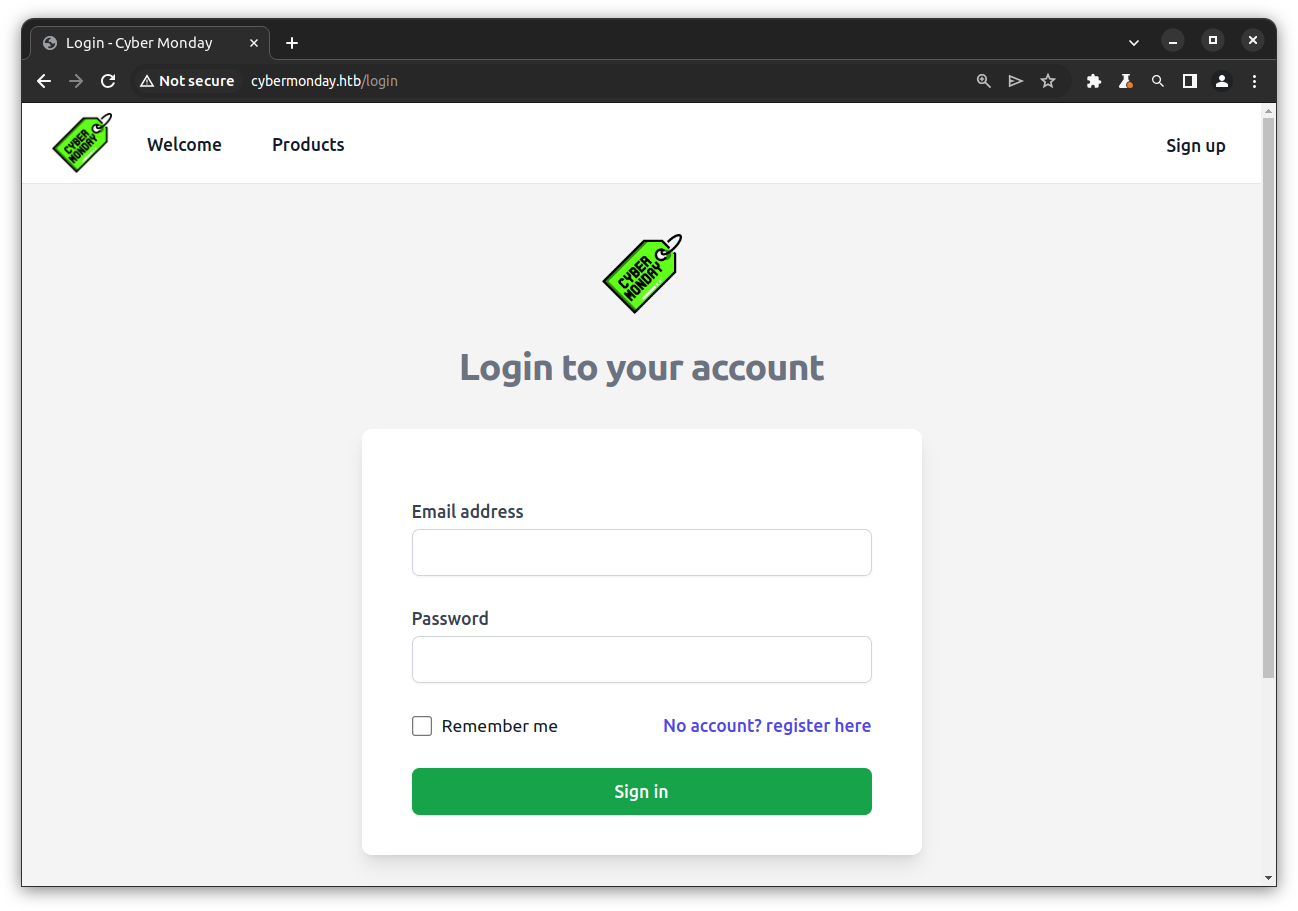 Login - Cyber Monday
Not secure cybermonday.htb/login
CYBER
MONDAY
Welcome Products Sign up
CYBER
MONDAY
Login to your account
Email address
Password
Remember me No account? register here
Sign in